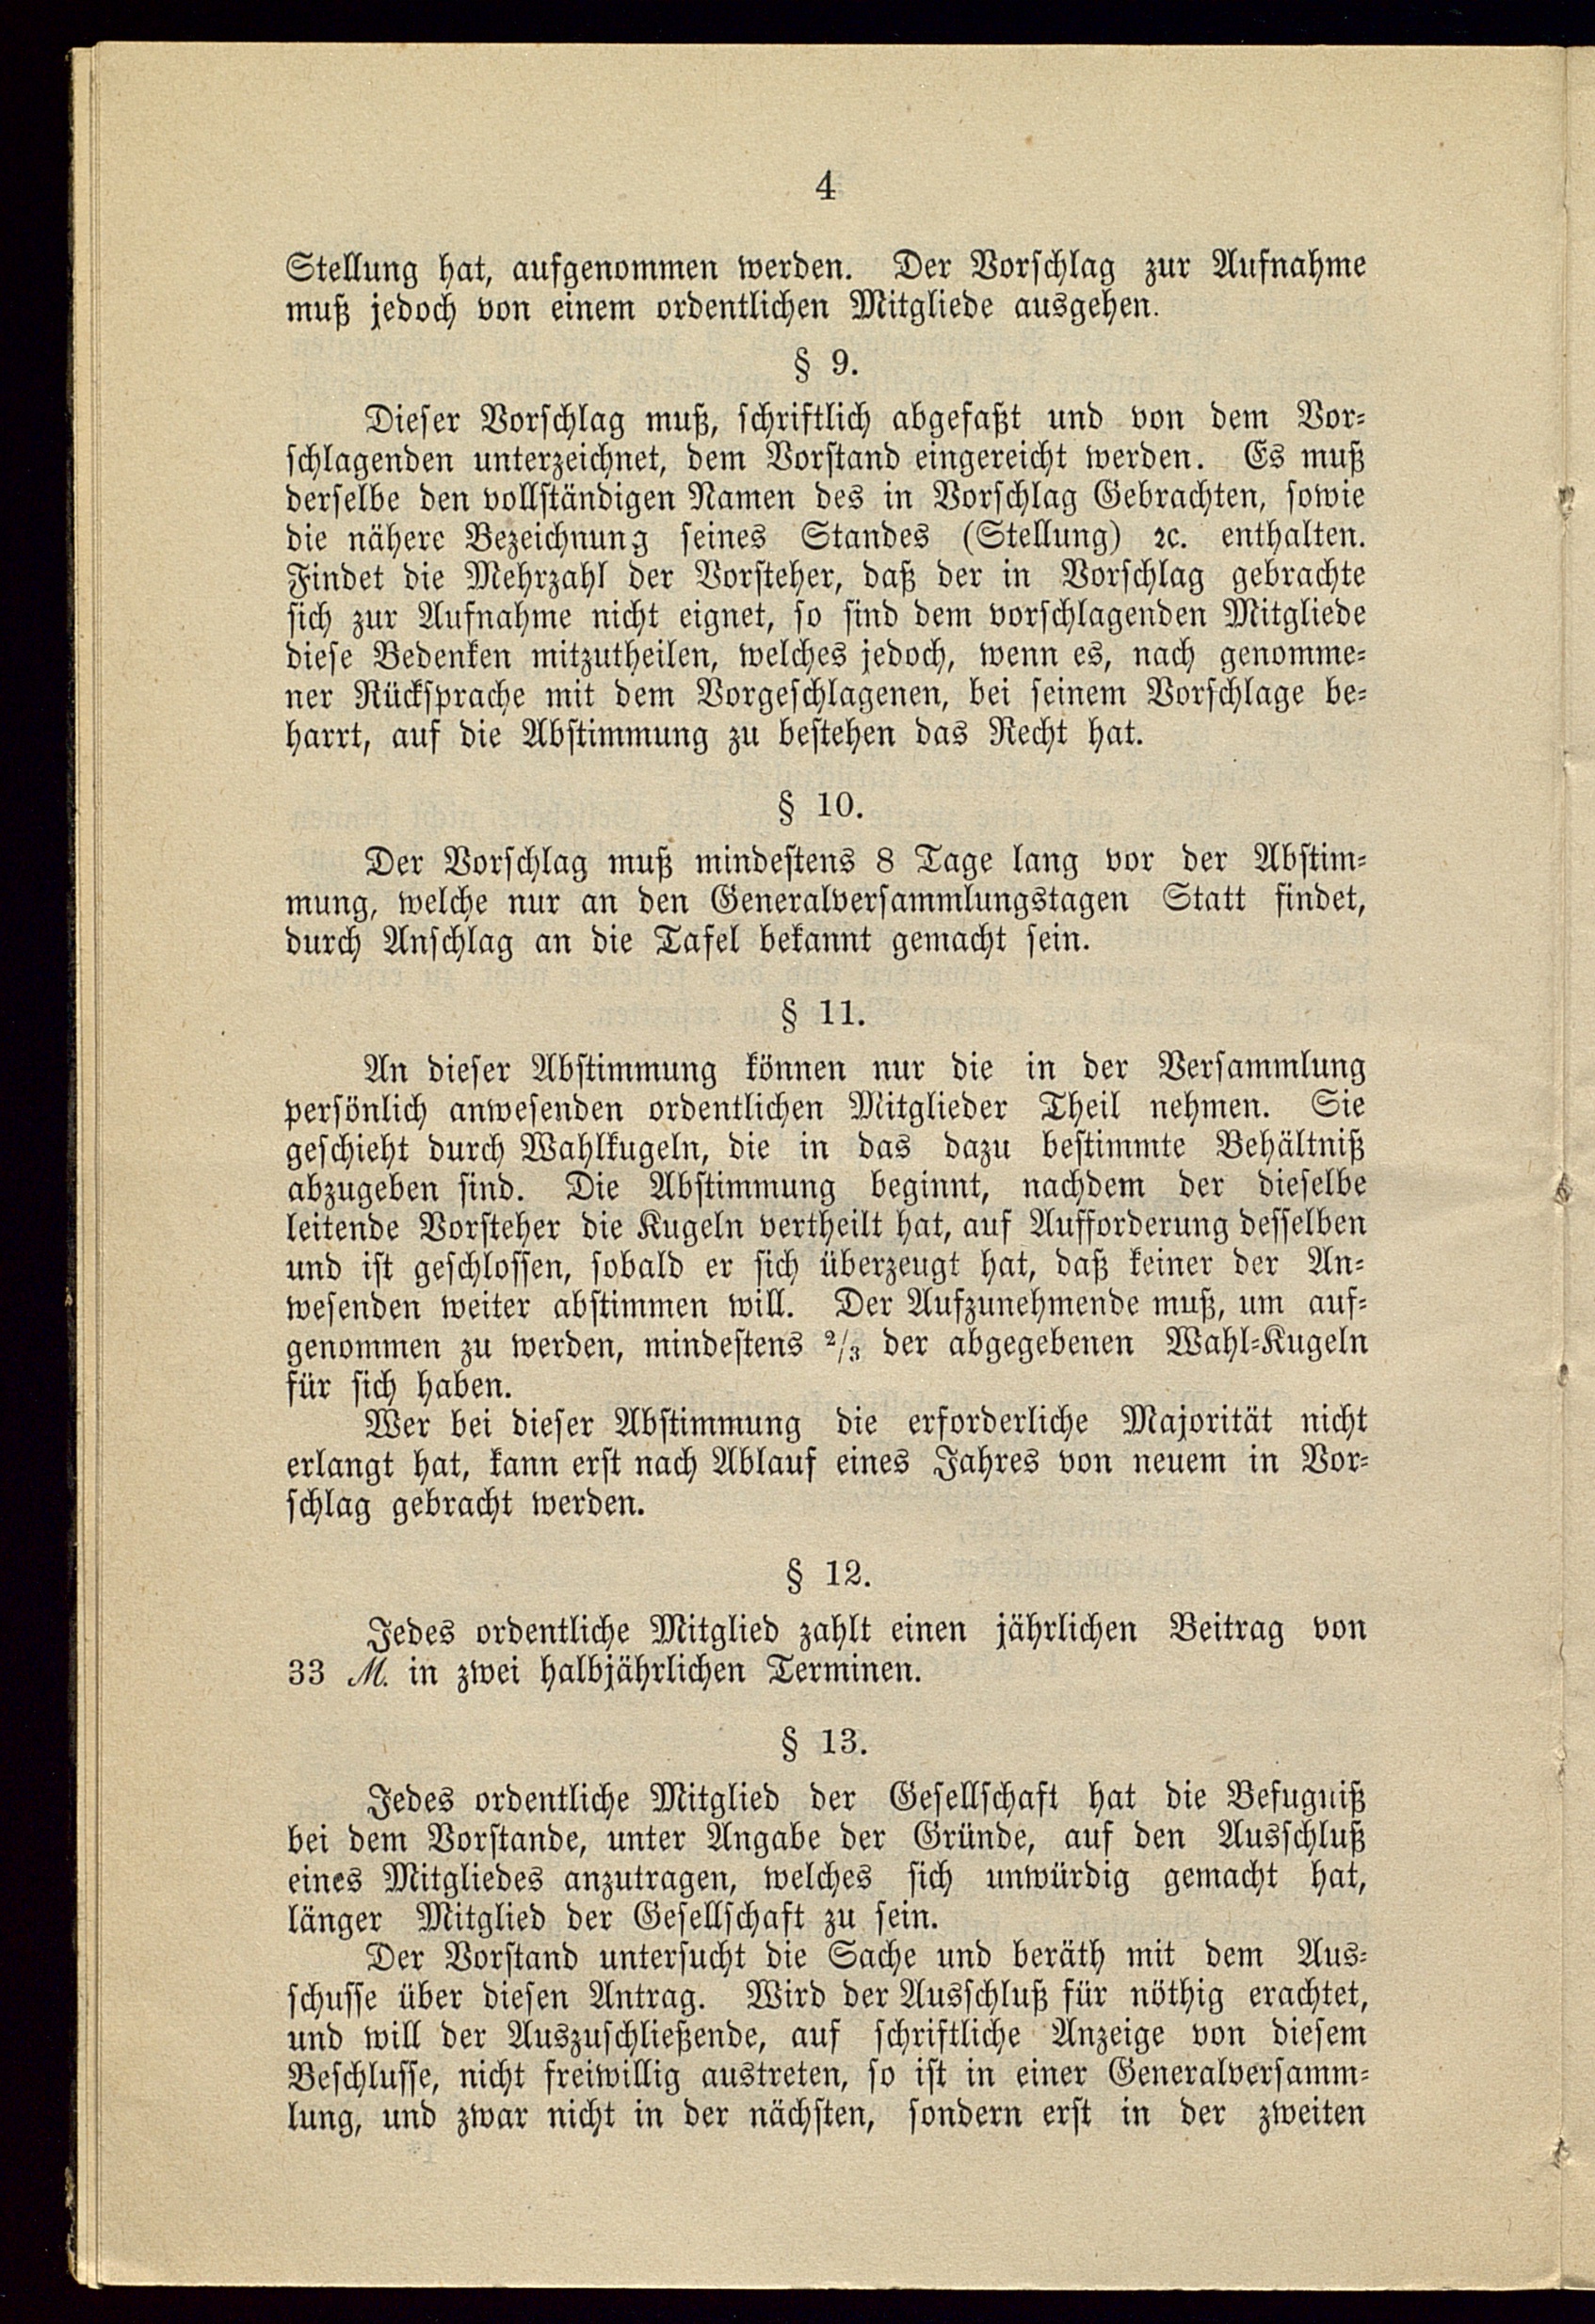 4
Stellung hat, aufgenommen werden. Der Vorschlag zur Aufnahme
muß jedoch von einem ordentlichen Mitgliede ausgehen.
§ 9.
Dieser Vorschlag muß, schriftlich abgefaßt und von dem Vor⸗
schlagenden unterzeichnet, dem Vorstand eingereicht werden. Es muß
derselbe den vollständigen Namen des in Vorschlag Gebrachten, sowie
die nähere Bezeichnung seines Standes (Stellung) ꝛc. enthalten.
Findet die Mehrzahl der Vorsteher, daß der in Vorschlag gebrachte
sich zur Aufnahme nicht eignet, so sind dem vorschlagenden Mitgliede
diese Bedenken mitzutheilen, welches jedoch, wenn es, nach genomme⸗
ner Rücksprache mit dem Vorgeschlagenen, bei seinem Vorschlage be⸗
harrt, auf die Abstimmung zu bestehen das Recht hat.
§ 10.
Der Vorschlag muß mindestens 8 Tage lang vor der Abstim⸗
mung, welche nur an den Generalversammlungstagen Statt findet,
durch Anschlag an die Tafel bekannt gemacht sein.
§ 11.
An dieser Abstimmung können nur die in der Versammlung
persönlich anwesenden ordentlichen Mitglieder Theil nehmen. Sie
geschieht durch Wahlkugeln, die in das dazu bestimmte Behältniß
abzugeben sind. Die Abstimmung beginnt, nachdem der dieselbe
leitende Vorsteher die Kugeln vertheilt hat, auf Aufforderung desselben
und ist geschlossen, sobald er sich überzeugt hat, daß keiner der An⸗
wesenden weiter abstimmen will. Der Aufzunehmende muß, um auf⸗
genommen zu werden, mindestens ²/₃ der abgegebenen Wahl⸗Kugeln
für sich haben.
Wer bei dieser Abstimmung die erforderliche Majorität nicht
erlangt hat, kann erst nach Ablauf eines Jahres von neuem in Vor⸗
schlag gebracht werden.
§ 12.
Jedes ordentliche Mitglied zahlt einen jährlichen Beitrag von
33 M. in zwei halbjährlichen Terminen.
§ 13.
Jedes ordentliche Mitglied der Gesellschaft hat die Befugniß
bei dem Vorstande, unter Angabe der Gründe, auf den Ausschluß
eines Mitgliedes anzutragen, welches sich unwürdig gemacht hat,
länger Mitglied der Gesellschaft zu sein.
Der Vorstand untersucht die Sache und beräth mit dem Aus⸗
schusse über diesen Antrag. Wird der Ausschluß für nöthig erachtet,
und will der Auszuschließende, auf schriftliche Anzeige von diesem
Beschlusse, nicht freiwillig austreten, so ist in einer Generalversamm⸗
lung, und zwar nicht in der nächsten, sondern erst in der zweiten